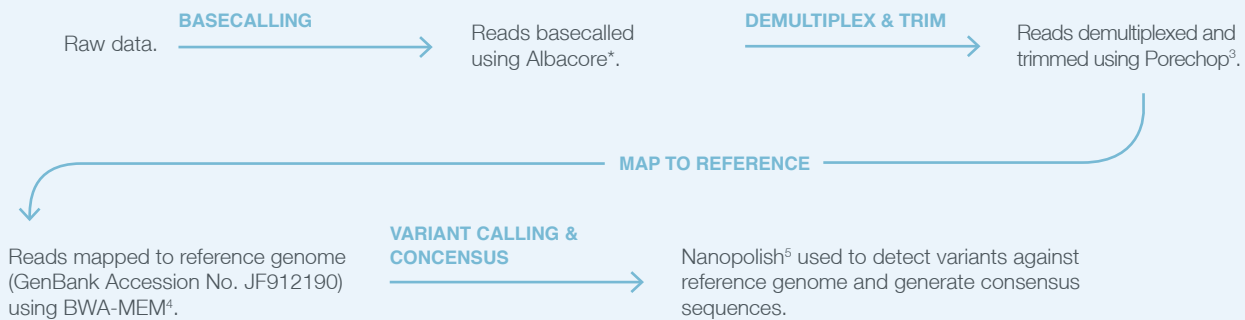 BASECALLING
DEMULTIPLEX & TRIM
Raw data.
Reads basecalled
using Albacore*.
Reads demultiplexed and
trimmed using Porechop³.
MAP TO REFERENCE
Reads mapped to reference genome
(GenBank Accession No. JF912190)
using BWA-MEM⁴.
VARIANT CALLING &
CONCENSUS
Nanopolish⁵ used to detect variants against
reference genome and generate consensus
sequences.